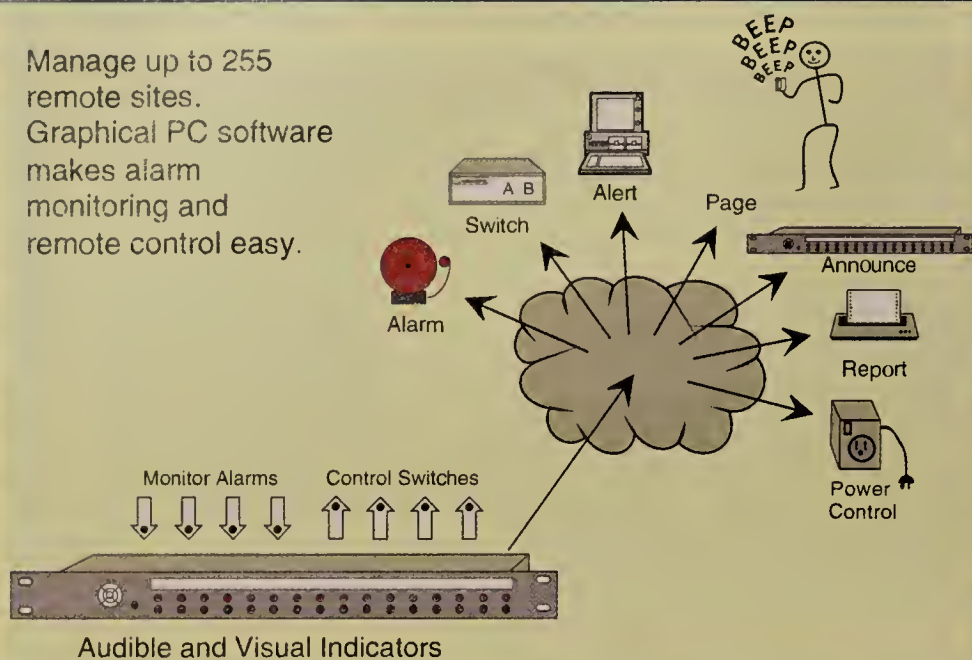 Manage up to 255
remote sites.
Graphical PC software
makes alarm
monitoring and
remote control easy.
BEEP
BEEP
BEEP
A B
Switch
Alert
Page
Announce
Alarm
Report
Power
Control
Monitor Alarms
Control Switches
Audible and Visual Indicators